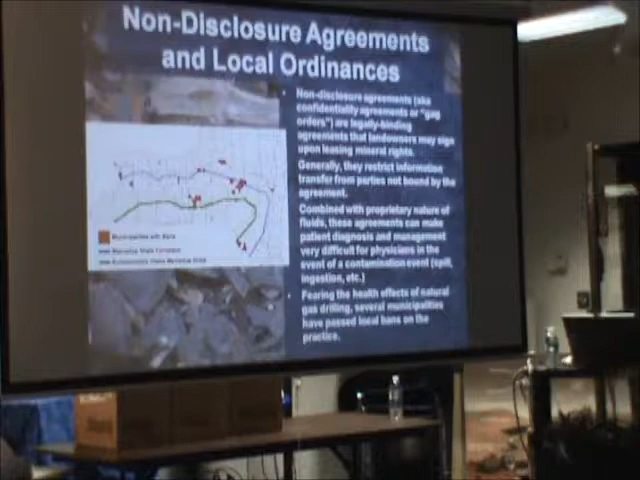 Non-Disclosure Agreements
and Local Ordinances
Non-disclosure agreements (aka
confidentiality agreements or "gag
orders") are legally-binding
agreements that landowners may sign
upon leasing mineral rights.
Generally, they restrict information
transfer from parties not bound by the
agreement.
Combined with proprietary nature of
fluids, these agreements can make
patient diagnosis and management
very difficult for physicians in the
event of a contamination event (spill,
ingestion, etc.)
Fearing the health effects of natural
gas drilling, several municipalities
have passed local bans on the
practice.
Municipalities with Bans